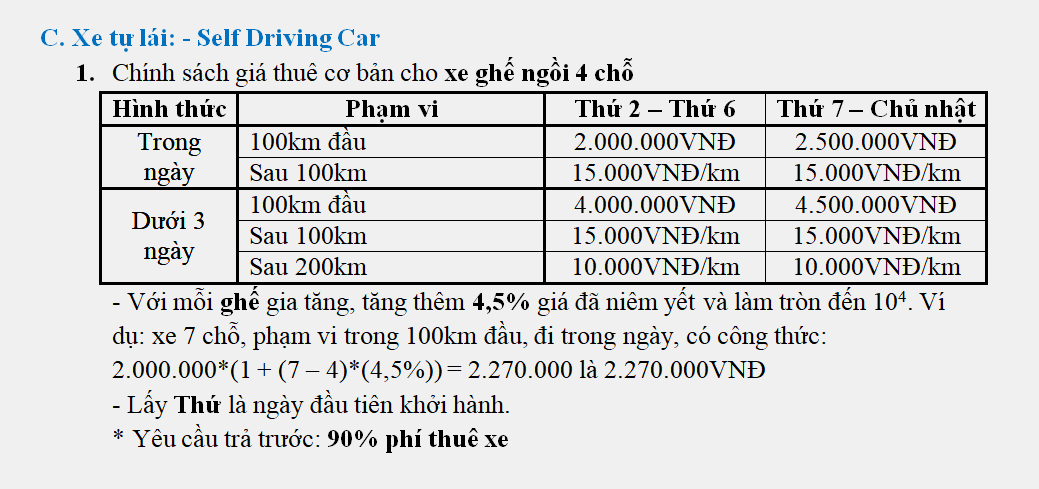 C. Xe tự lái: - Self Driving Car
1. Chính sách giá thuê cơ bản cho xe ghế ngồi 4 chỗ
Hình thức Phạm vi Thứ 2 – Thứ 6 Thứ 7 – Chủ nhật
Trong ngày 100km đầu 2.000.000VNĐ 2.500.000VNĐ
Sau 100km 15.000VNĐ/km 15.000VNĐ/km
Dưới 3 ngày 100km đầu 4.000.000VNĐ 4.500.000VNĐ
Sau 100km 15.000VNĐ/km 15.000VNĐ/km
Sau 200km 10.000VNĐ/km 10.000VNĐ/km
- Với mỗi ghế gia tăng, tăng thêm 4,5% giá đã niêm yết và làm tròn đến 10⁴. Ví
dụ: xe 7 chỗ, phạm vi trong 100km đầu, đi trong ngày, có công thức:
2.000.000*(1 + (7 – 4)*(4,5%)) = 2.270.000 là 2.270.000VNĐ
- Lấy Thứ là ngày đầu tiên khởi hành.
* Yêu cầu trả trước: 90% phí thuê xe